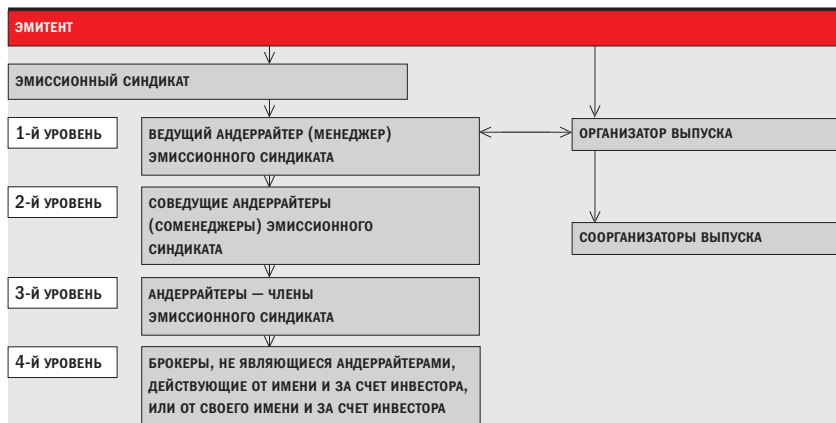 ЭМИТЕНТ
ЭМИССИОННЫЙ СИНДИКАТ
1-й УРОВЕНЬ
ВЕДУЩИЙ АНДЕРРАЙТЕР (МЕНЕДЖЕР)
ЭМИССИОННОГО СИНДИКАТА
ОРГАНИЗАТОР ВЫПУСКА
2-й УРОВЕНЬ
СОВЕДУЩИЕ АНДЕРРАЙТЕРЫ
(СОМЕНЕДЖЕРЫ) ЭМИССИОННОГО
СИНДИКАТА
СООРГАНИЗАТОРЫ ВЫПУСКА
3-й УРОВЕНЬ
АНДЕРРАЙТЕРЫ — ЧЛЕНЫ
ЭМИССИОННОГО СИНДИКАТА
4-й УРОВЕНЬ
БРОКЕРЫ, НЕ ЯВЛЯЮЩИЕСЯ АНДЕРРАЙТЕРАМИ,
ДЕЙСТВУЮЩИЕ ОТ ИМЕНИ И ЗА СЧЕТ ИНВЕСТОРА,
ИЛИ ОТ СВОЕГО ИМЕНИ И ЗА СЧЕТ ИНВЕСТОРА